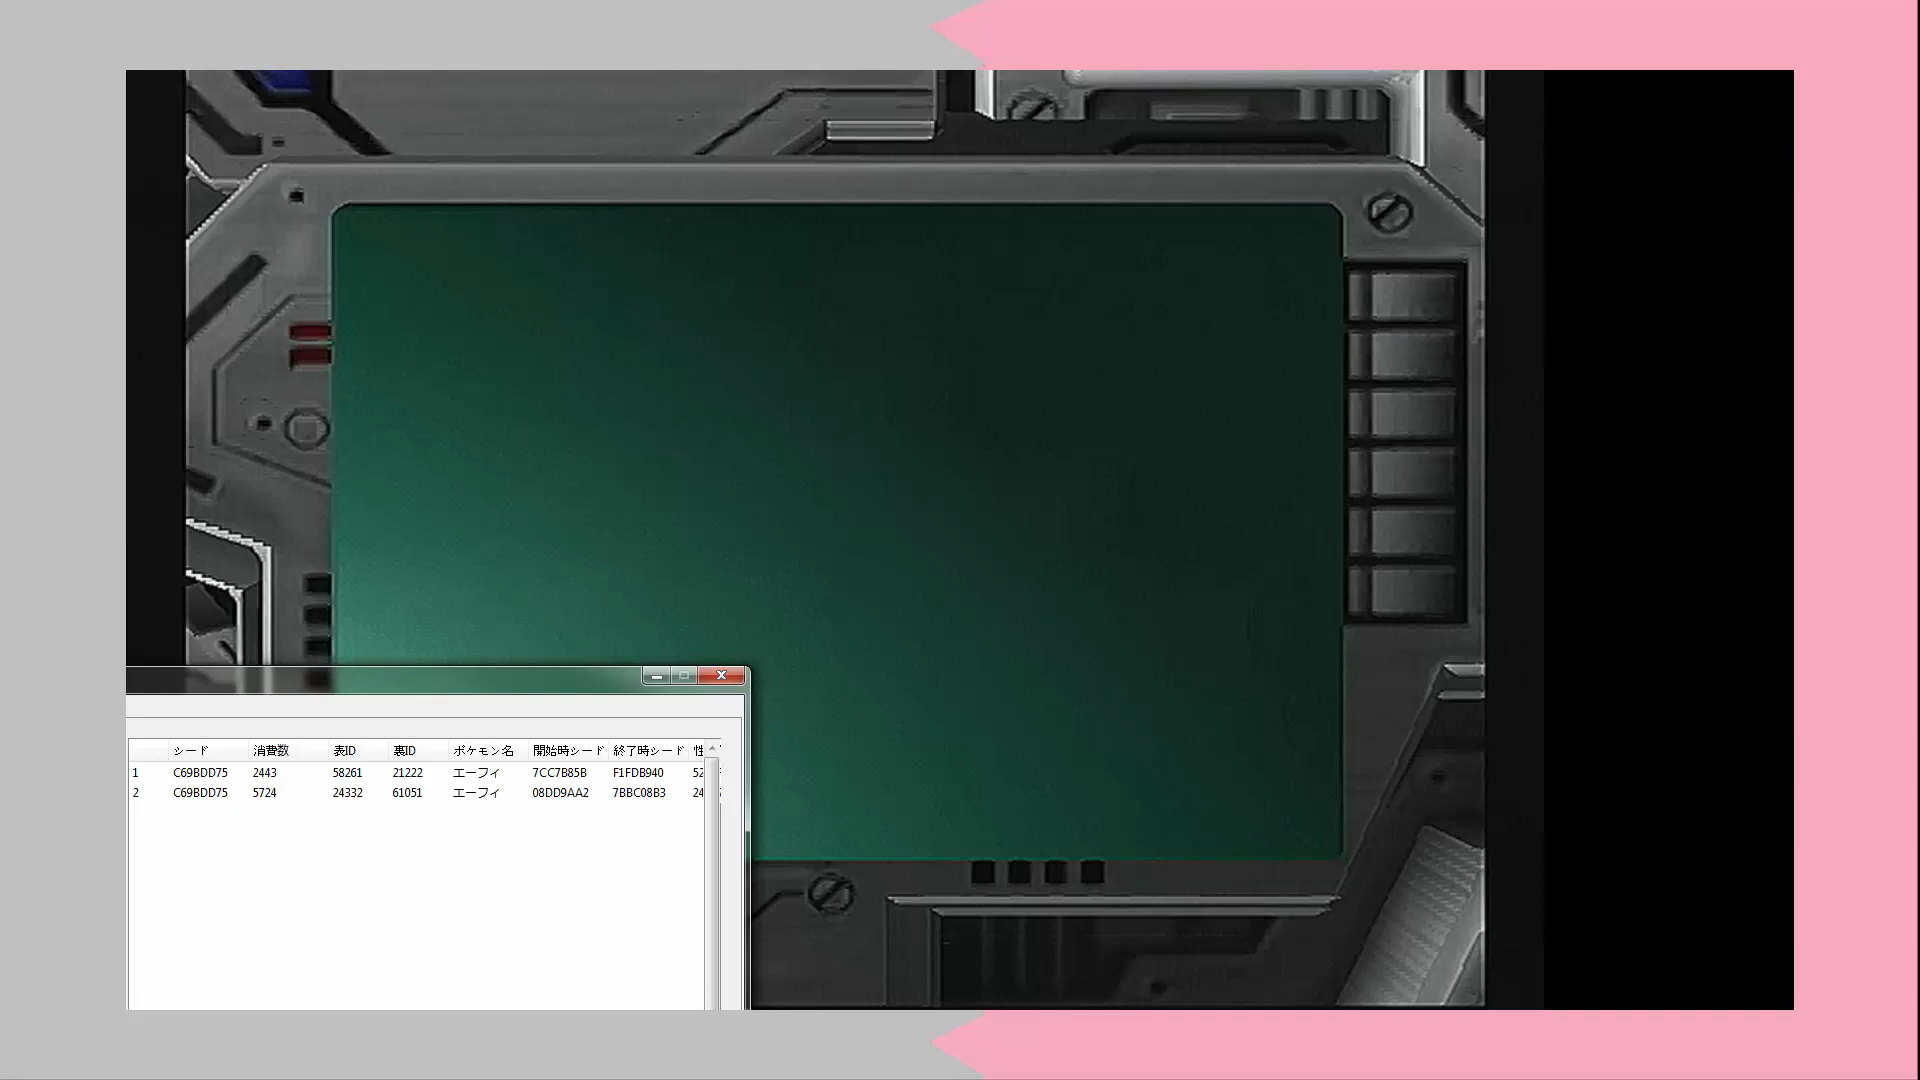 シード 消費数 表ID 裏ID ポケモン名 開始時シード 終了時シード 性
1 C69BDD75 2443 58261 21222 エーフィ 7CC7B85B F1FDB940 52
2 C69BDD75 5724 24332 61051 エーフィ 08DD9AA2 7BBC08B3 24